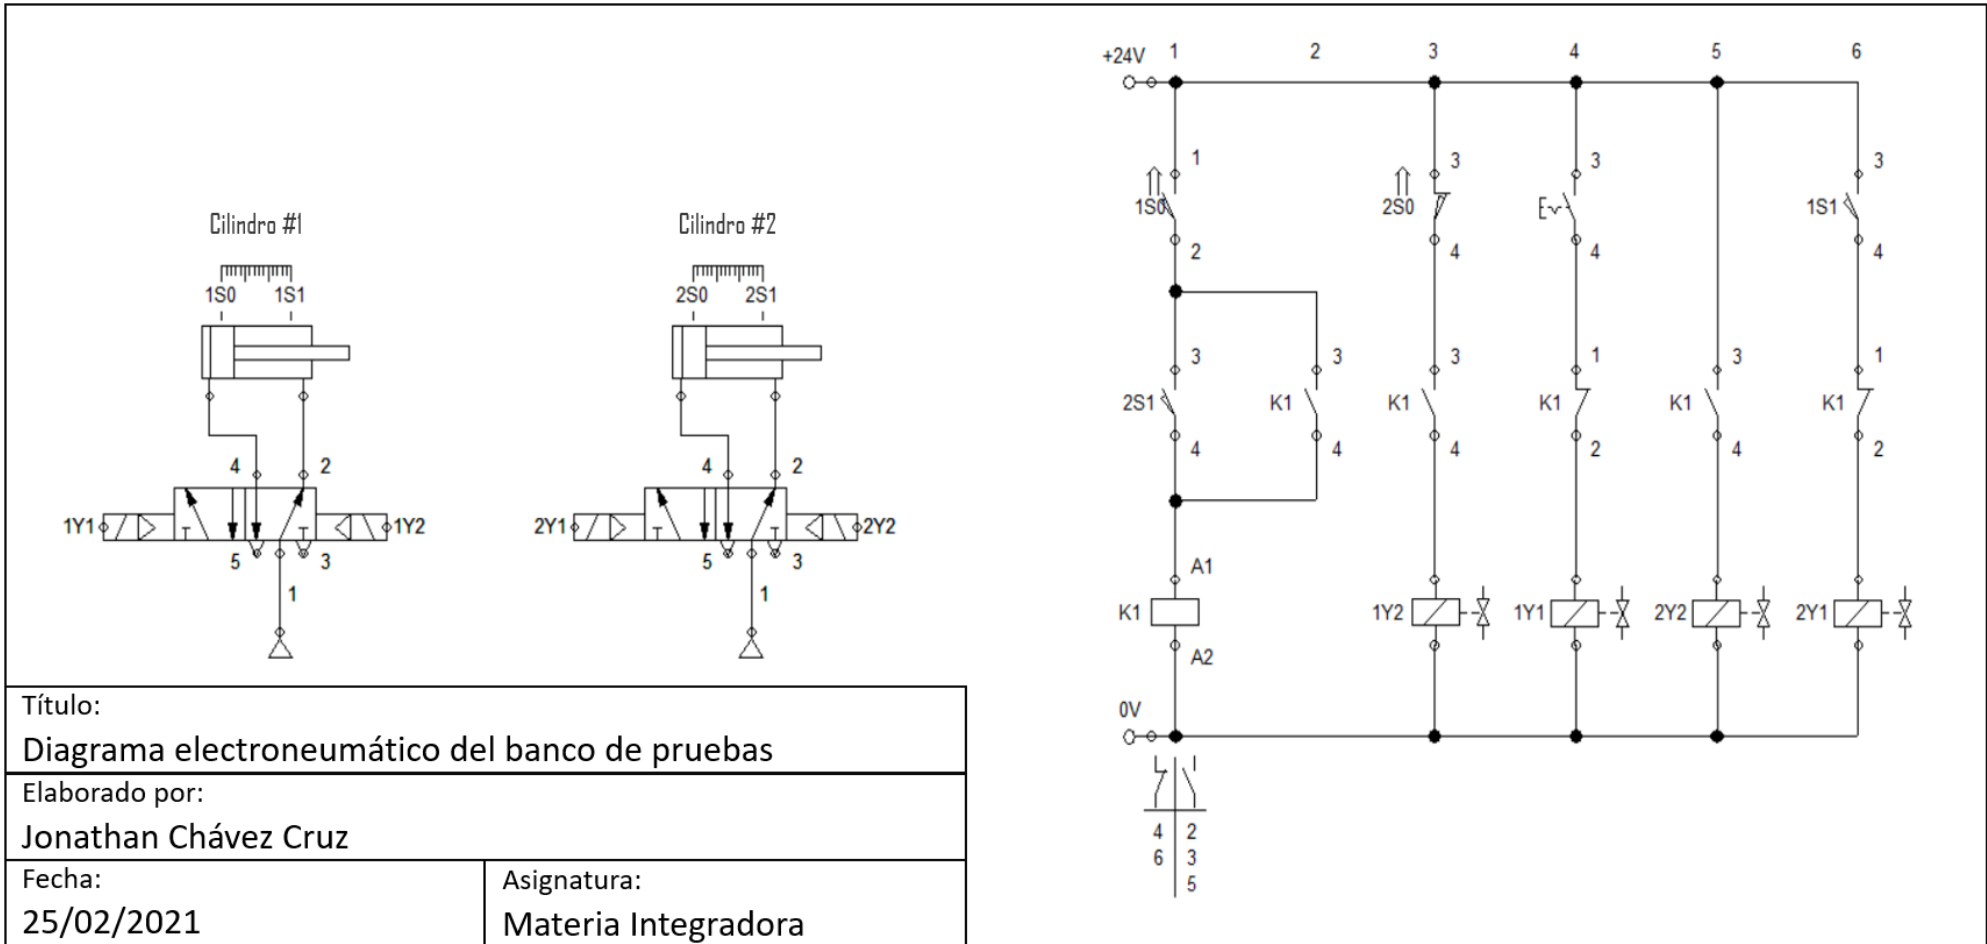 Cilindro #1
Cilindro #2
1S0 1S1
2S0 2S1
4 2
4 2
1Y1 1Y2
2Y1 2Y2
5 3
5 3
1
1
+24V 1 2 3 4 5 6
1 3 3 3
1S0 2S0 1S1
2 4 4 4
3 3 3 1 3 1
2S1 K1 K1 K1 K1 K1
4 4 4 2 4 2
A1
K1 1Y2 1Y1 2Y2 2Y1
A2
0V
4 2
6 3
5
Título:
Diagrama electroneumático del banco de pruebas
Elaborado por:
Jonathan Chávez Cruz
Fecha:
25/02/2021
Asignatura:
Materia Integradora